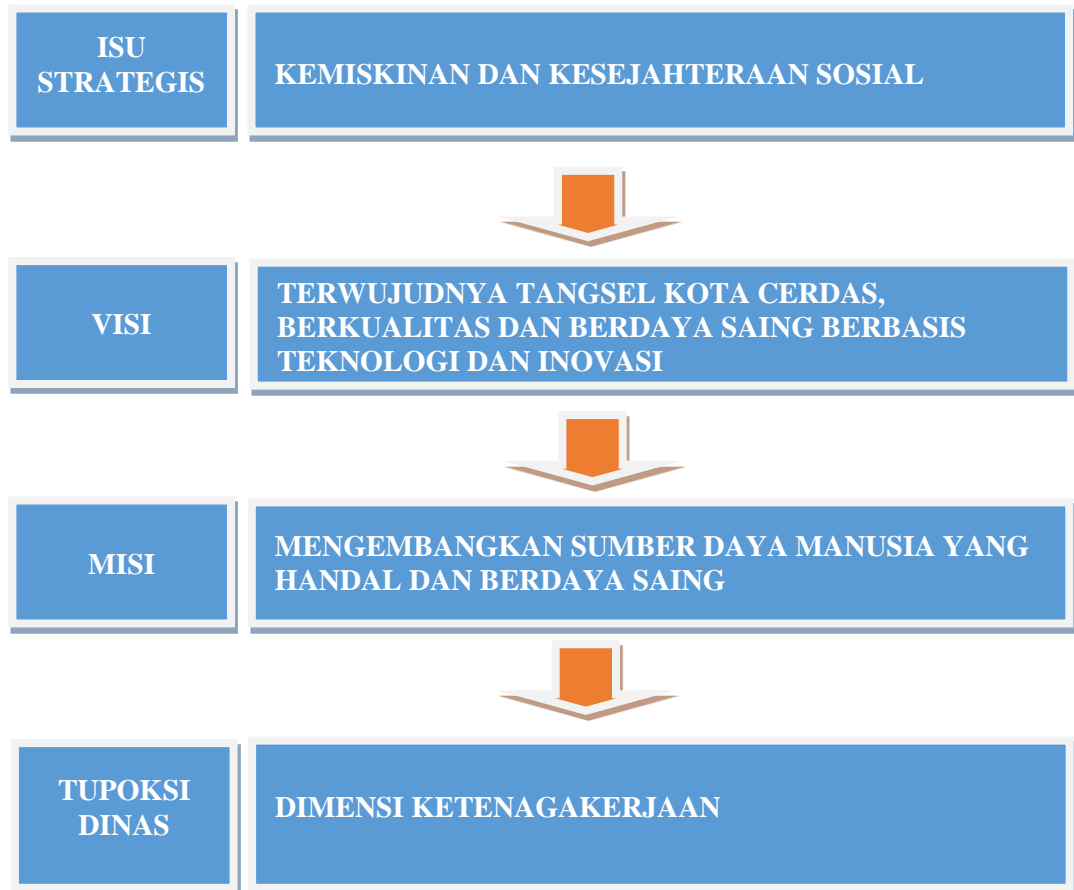 ISU
STRATEGIS
KEMISKINAN DAN KESEJAHTERAAN SOSIAL
VISI
TERWUJUDNYA TANGSEL KOTA CERDAS,
BERKUALITAS DAN BERDAYA SAING BERBASIS
TEKNOLOGI DAN INOVASI
MISI
MENGEMBANGKAN SUMBER DAYA MANUSIA YANG
HANDAL DAN BERDAYA SAING
TUPOKSI
DINAS
DIMENSI KETENAGAKERJAAN